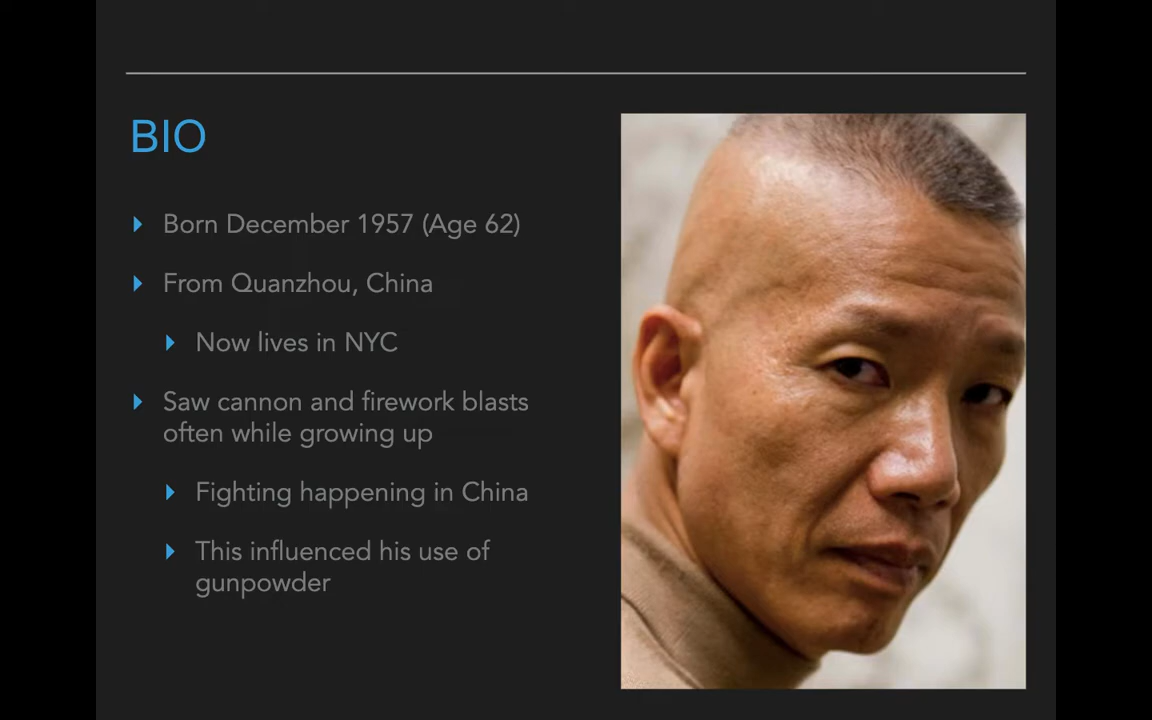 BIO
Born December 1957 (Age 62)
From Quanzhou, China
Now lives in NYC
Saw cannon and firework blasts
often while growing up
Fighting happening in China
This influenced his use of
gunpowder